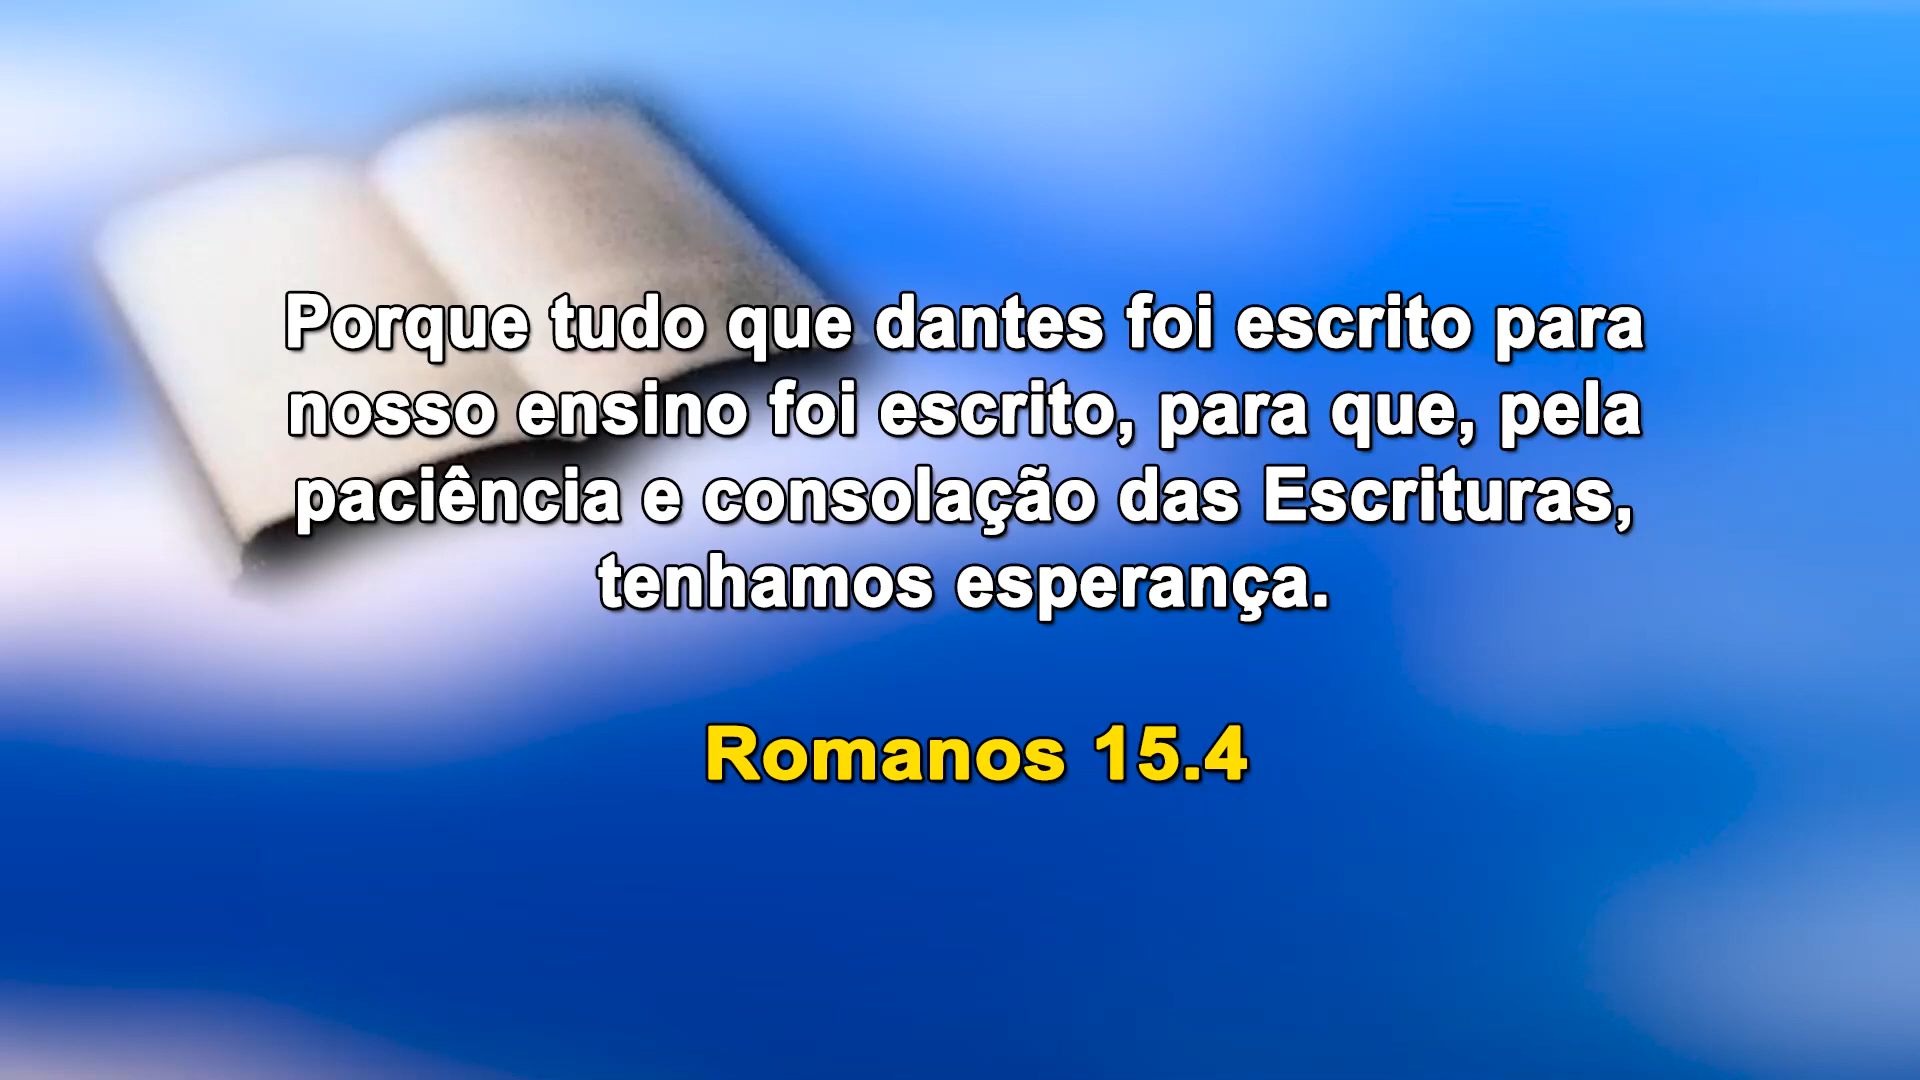 Porque tudo que dantes foi escrito para
nosso ensino foi escrito, para que, pela
paciência e consolação das Escrituras,
tenhamos esperança.
Romanos 15.4